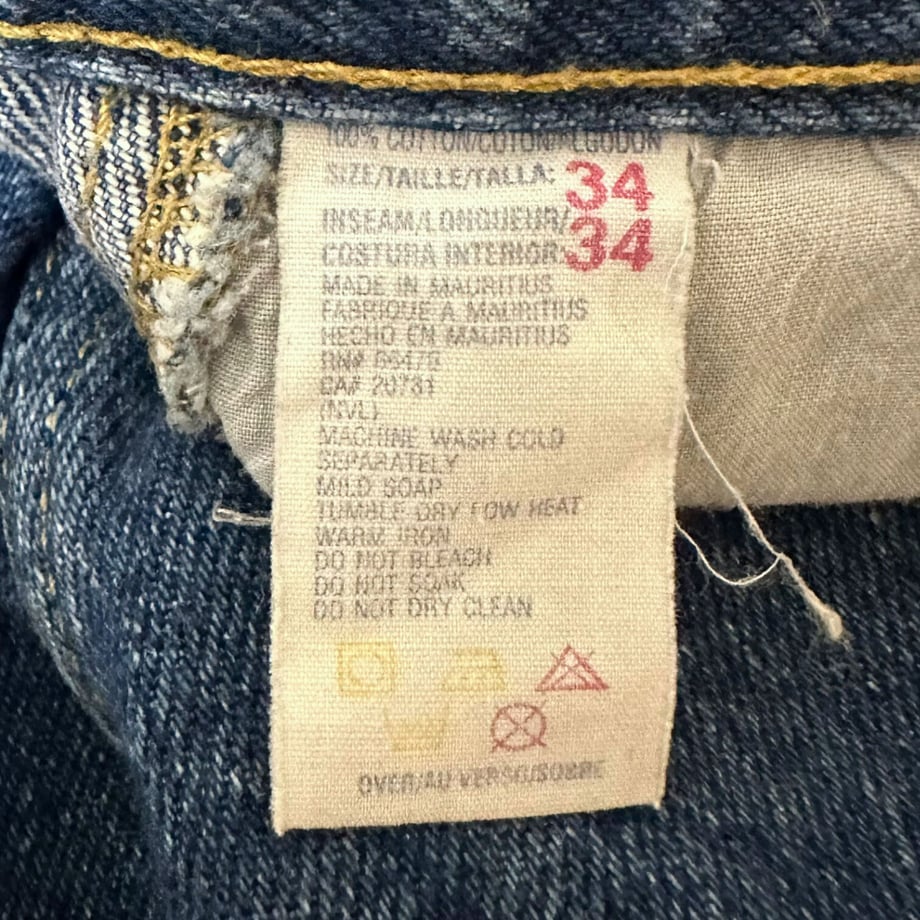 100% COTTON/COTON/ALGODON
SIZE/TAILLE/TALLA: 34
INSEAM/LONGUEUR/
COSTURA INTERIOR: 34
MADE IN MAURITIUS
FABRIQUE A MAURITIUS
HECHO EN MAURITIUS
RN#
CA# 20781
(NVL)
MACHINE WASH COLD
SEPARATELY
MILD SOAP
TUMBLE DRY LOW HEAT
WARM IRON
DO NOT BLEACH
DO NOT SOAK
DO NOT DRY CLEAN
OVER/AU VERSO/SOBRE